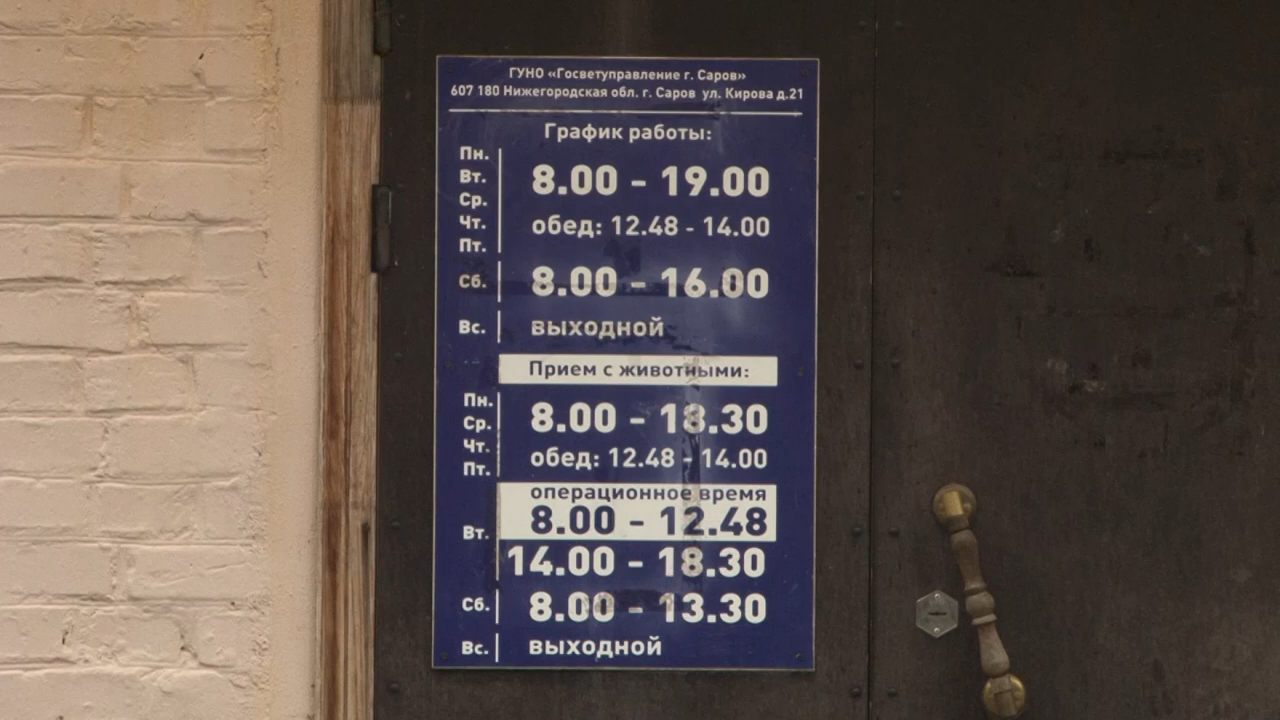 ГУНО «Госветуправление г. Саров»
607 180 Нижегородская обл. г. Саров ул. Кирова д.21
График работы:
Пн.
Вт.
Ср.
Чт.
Пт.
8.00 - 19.00
обед: 12.48 - 14.00
Сб. 8.00 - 16.00
Вс. выходной
Прием с животными:
Пн.
Ср.
Чт.
Пт.
8.00 - 18.30
обед: 12.48 - 14.00
Вт.
операционное время
8.00 - 12.48
14.00 - 18.30
Сб. 8.00 - 13.30
Вс. выходной